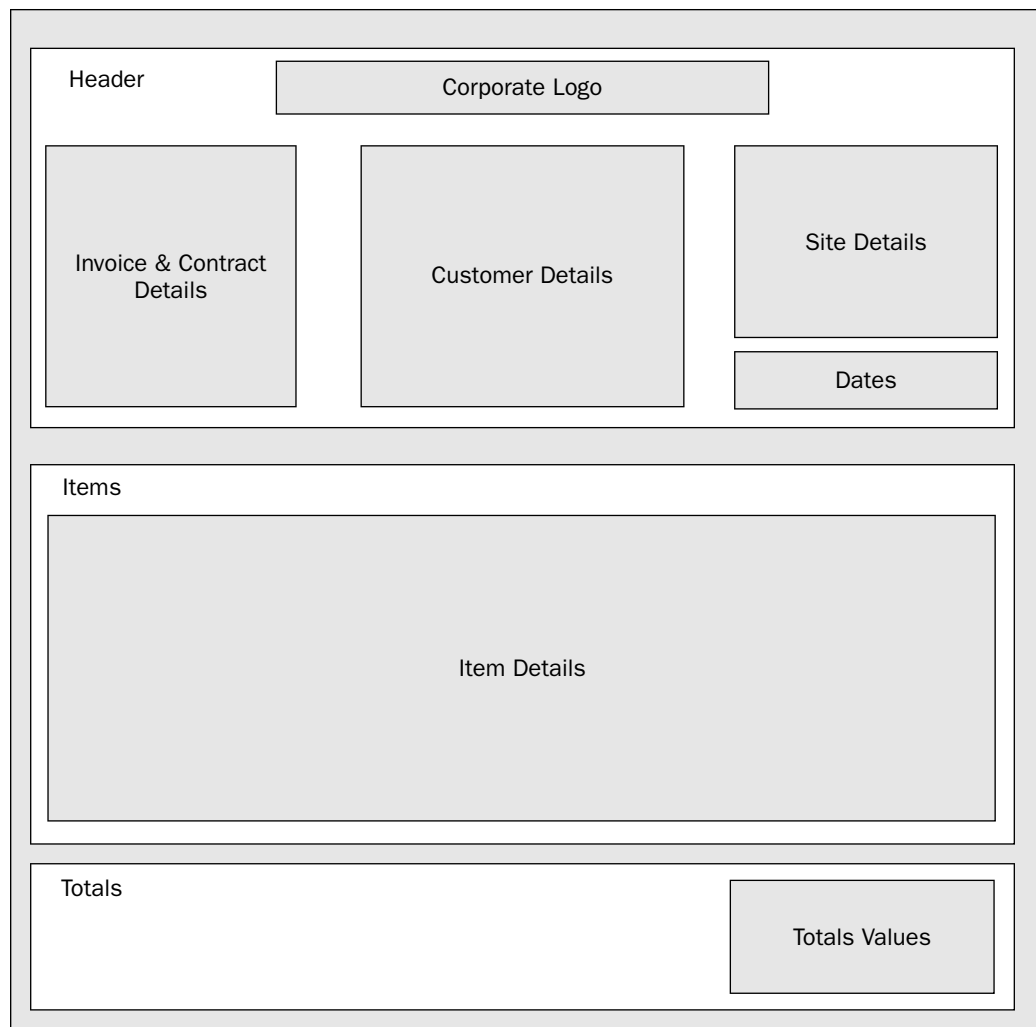 Header
Corporate Logo
Invoice & Contract
Details
Customer Details
Site Details
Dates
Items
Item Details
Totals
Totals Values